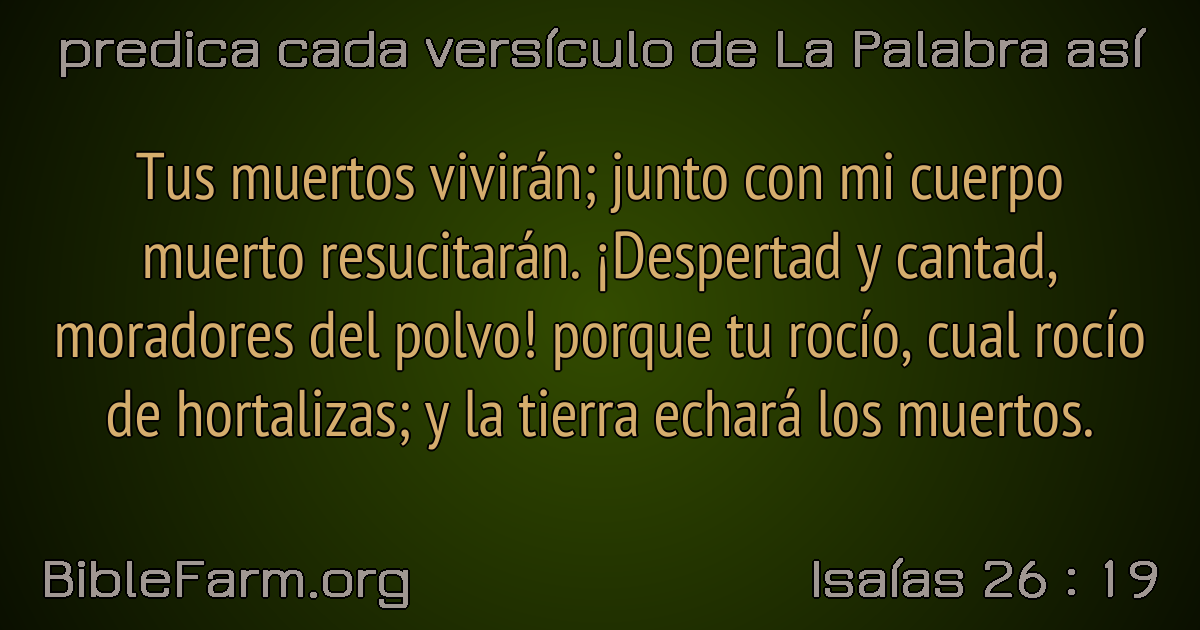 predica cada versículo de La Palabra así
Tus muertos vivirán; junto con mi cuerpo
muerto resucitarán. ¡Despertad y cantad,
moradores del polvo! porque tu rocío, cual rocío
de hortalizas; y la tierra echará los muertos.
BibleFarm.org
Isaías 26 : 19